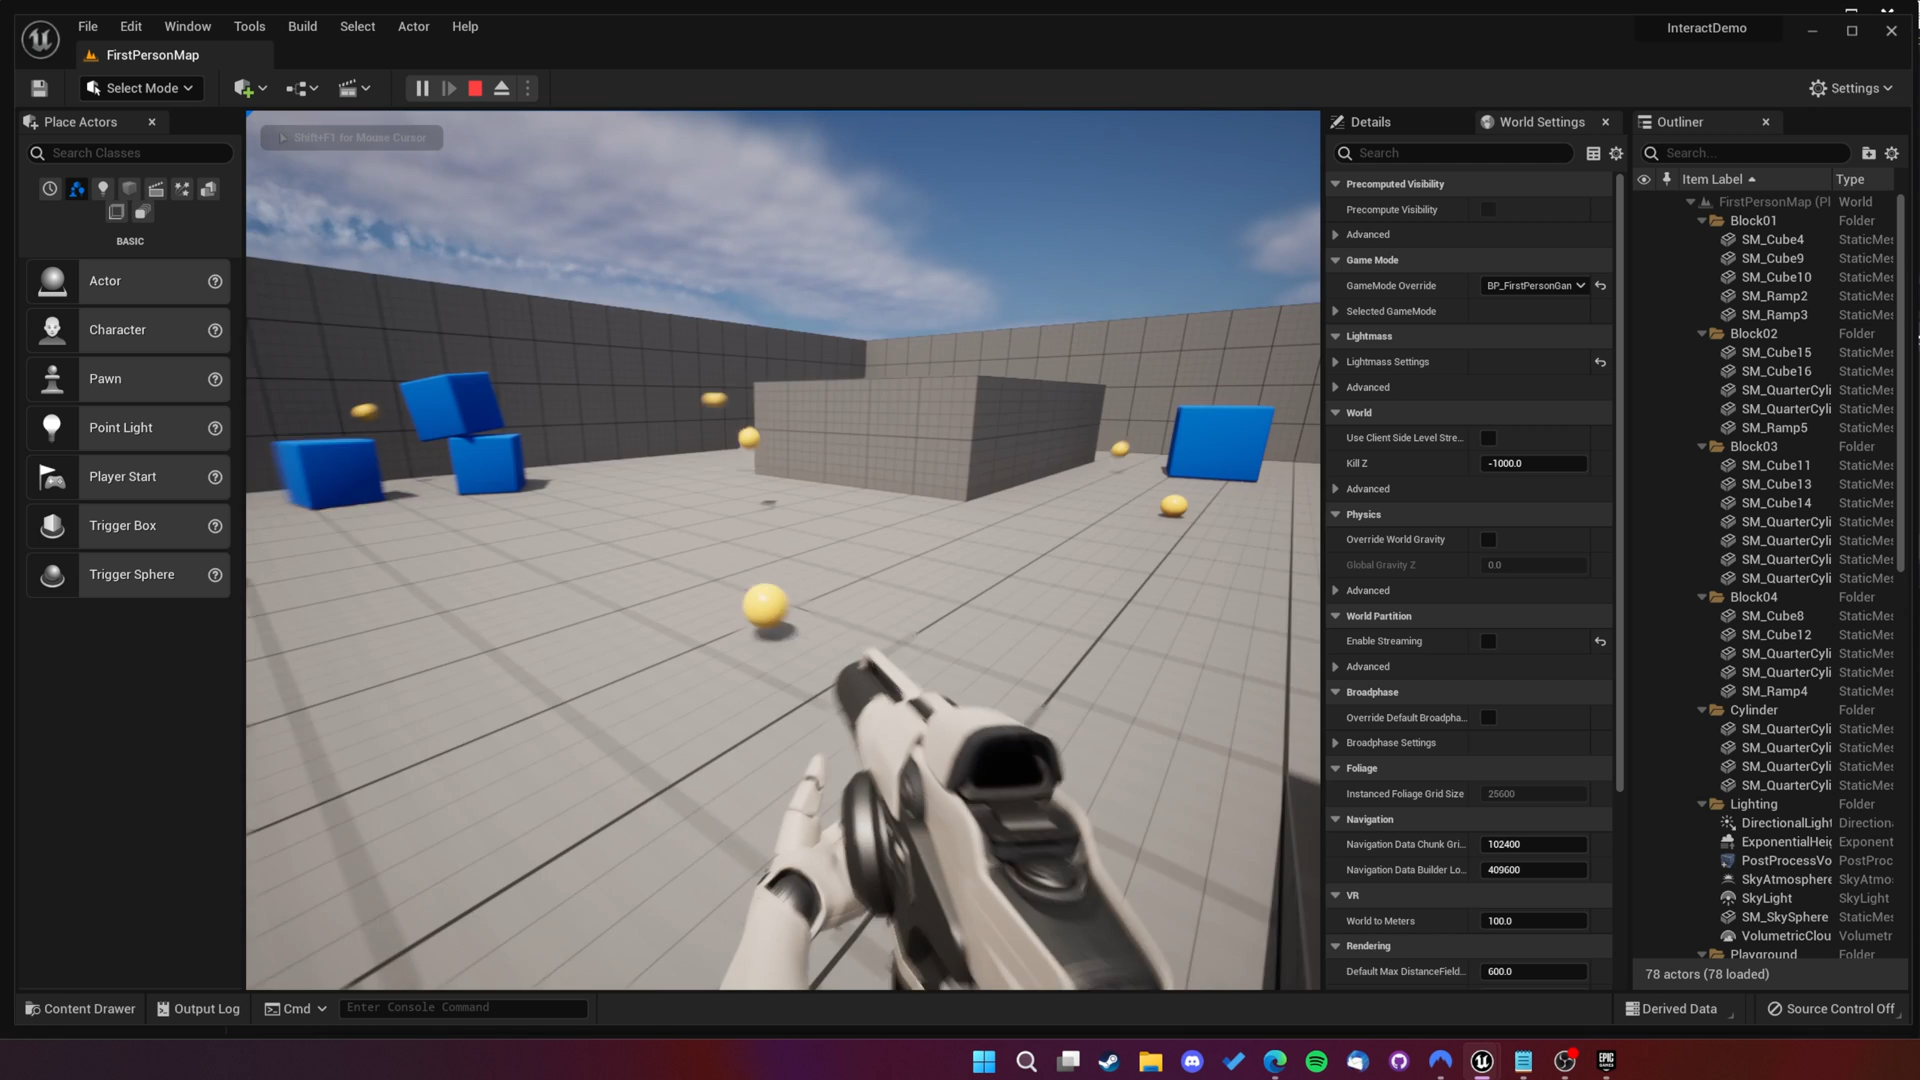 File Edit Window Tools Build Select Actor Help
InteractDemo
FirstPersonMap
Select Mode
Settings
Place Actors
Search Classes
BASIC
Actor
Character
Pawn
Point Light
Player Start
Trigger Box
Trigger Sphere
Shift+F1 for Mouse Cursor
Details
World Settings
Search
Precomputed Visibility
Precompute Visibility
Advanced
Game Mode
GameMode Override BP_FirstPersonGan
Selected GameMode
Lightmass
Lightmass Settings
Advanced
World
Use Client Side Level Stre...
Kill Z -1000.0
Advanced
Physics
Override World Gravity
Global Gravity Z 0.0
Advanced
World Partition
Enable Streaming
Advanced
Broadphase
Override Default Broadpha...
Broadphase Settings
Foliage
Instanced Foliage Grid Size 25600
Navigation
Navigation Data Chunk Gri... 102400
Navigation Data Builder Lo... 409600
VR
World to Meters 100.0
Rendering
Default Max DistanceField... 600.0
Outliner
Search...
Item Label Type
FirstPersonMap (Pl World
Block01 Folder
SM_Cube4 StaticMes
SM_Cube9 StaticMes
SM_Cube10 StaticMes
SM_Ramp2 StaticMes
SM_Ramp3 StaticMes
Block02 Folder
SM_Cube15 StaticMes
SM_Cube16 StaticMes
SM_QuarterCyli StaticMes
SM_QuarterCyli StaticMes
SM_Ramp5 StaticMes
Block03 Folder
SM_Cube11 StaticMes
SM_Cube13 StaticMes
SM_Cube14 StaticMes
SM_QuarterCyli StaticMes
SM_QuarterCyli StaticMes
SM_QuarterCyli StaticMes
SM_QuarterCyli StaticMes
Block04 Folder
SM_Cube8 StaticMes
SM_Cube12 StaticMes
SM_QuarterCyli StaticMes
SM_QuarterCyli StaticMes
SM_Ramp4 StaticMes
Cylinder Folder
SM_QuarterCyli StaticMes
SM_QuarterCyli StaticMes
SM_QuarterCyli StaticMes
SM_QuarterCyli StaticMes
Lighting Folder
DirectionalLight Direction
ExponentialHeig Exponent
PostProcessVo PostProc
SkyAtmosphere SkyAtmo
SkyLight SkyLight
SM_SkySphere StaticMes
VolumetricClou Volumetr
Playground Folder
78 actors (78 loaded)
Content Drawer
Output Log
Cmd
Enter Console Command
Derived Data
Source Control Off
EPIC
GAMES